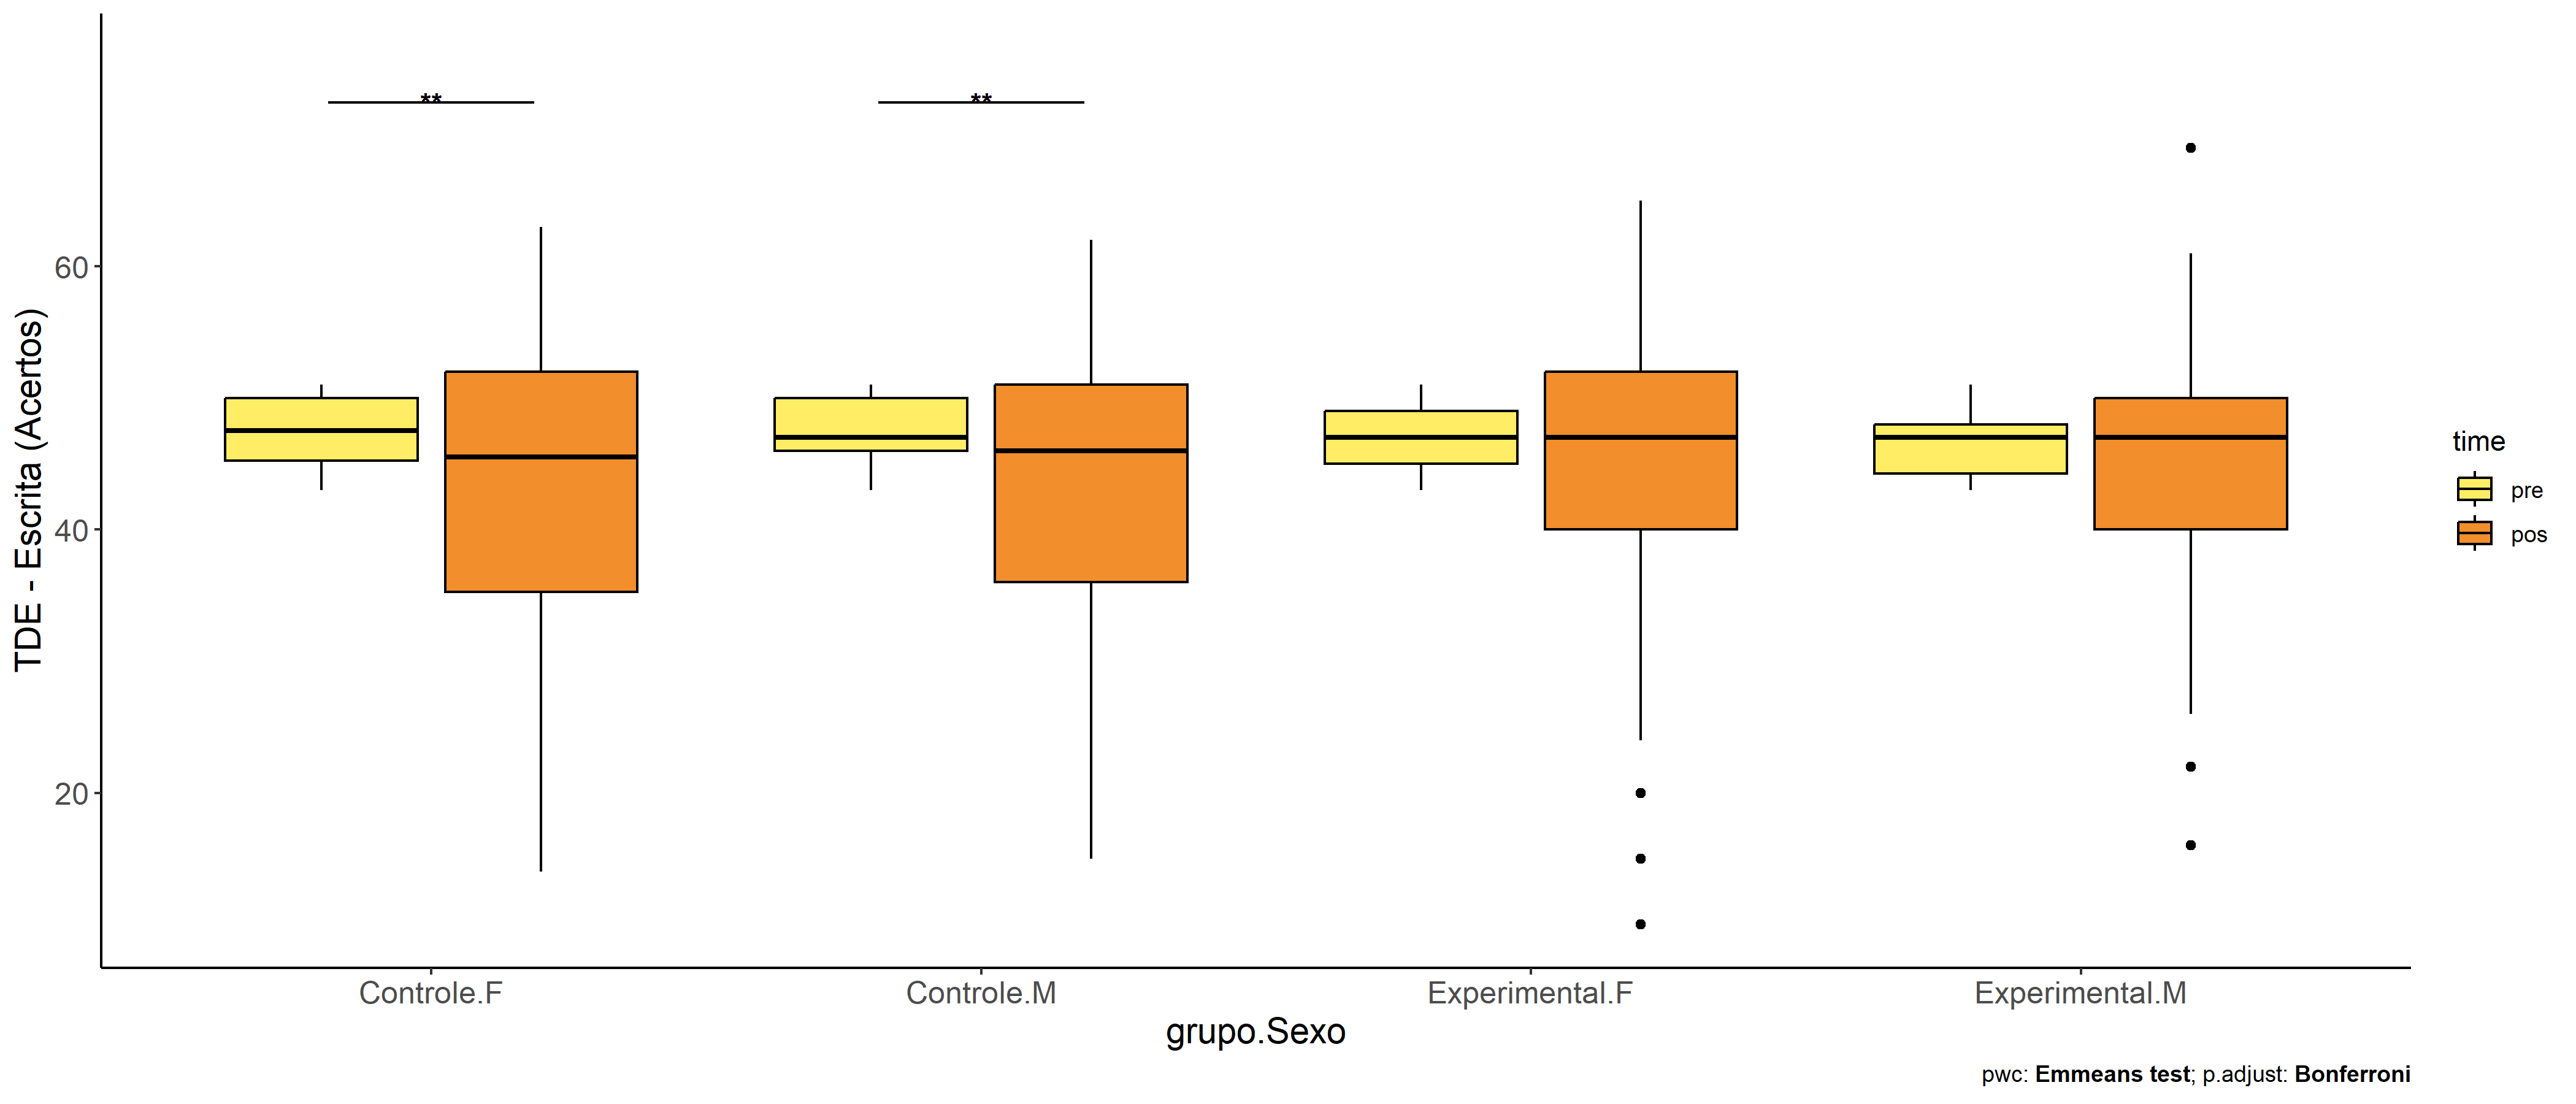 **
**
TDE - Escrita (Acertos)
60
40
20
Controle.F
Controle.M
Experimental.F
Experimental.M
grupo.Sexo
time
pre
pos
pwc: Emmeans test; p.adjust: Bonferroni